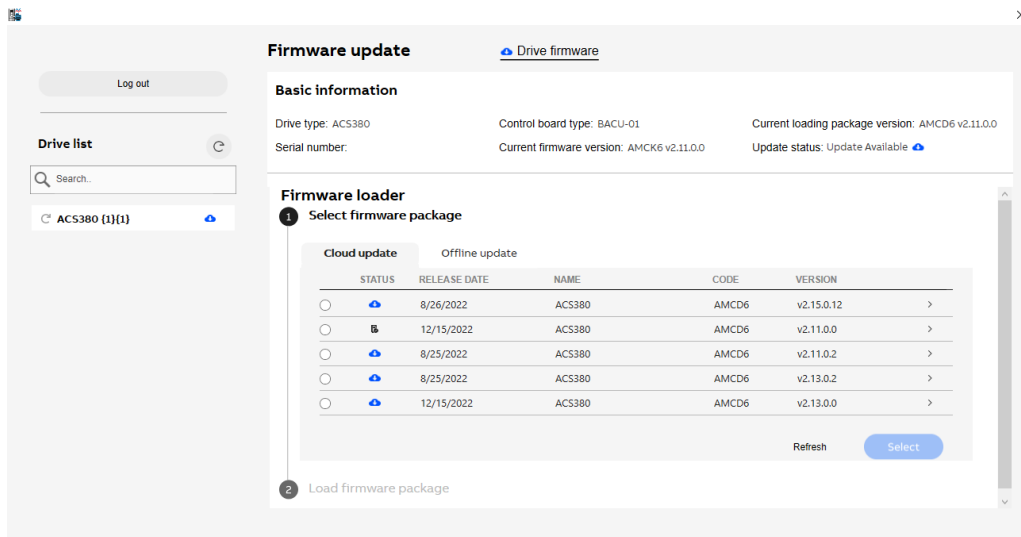 Firmware update
Drive firmware
Log out
Drive list
Search..
ACS380 {1}{1}
Basic information
Drive type: ACS380
Control board type: BACU-01
Current loading package version: AMCD6 v2.11.0.0
Serial number:
Current firmware version: AMCK6 v2.11.0.0
Update status: Update Available
Firmware loader
1 Select firmware package
Cloud update
Offline update
STATUS RELEASE DATE NAME CODE VERSION
8/26/2022 ACS380 AMCD6 v2.15.0.12
12/15/2022 ACS380 AMCD6 v2.11.0.0
8/25/2022 ACS380 AMCD6 v2.11.0.2
8/25/2022 ACS380 AMCD6 v2.13.0.2
12/15/2022 ACS380 AMCD6 v2.13.0.0
Refresh
Select
2 Load firmware package